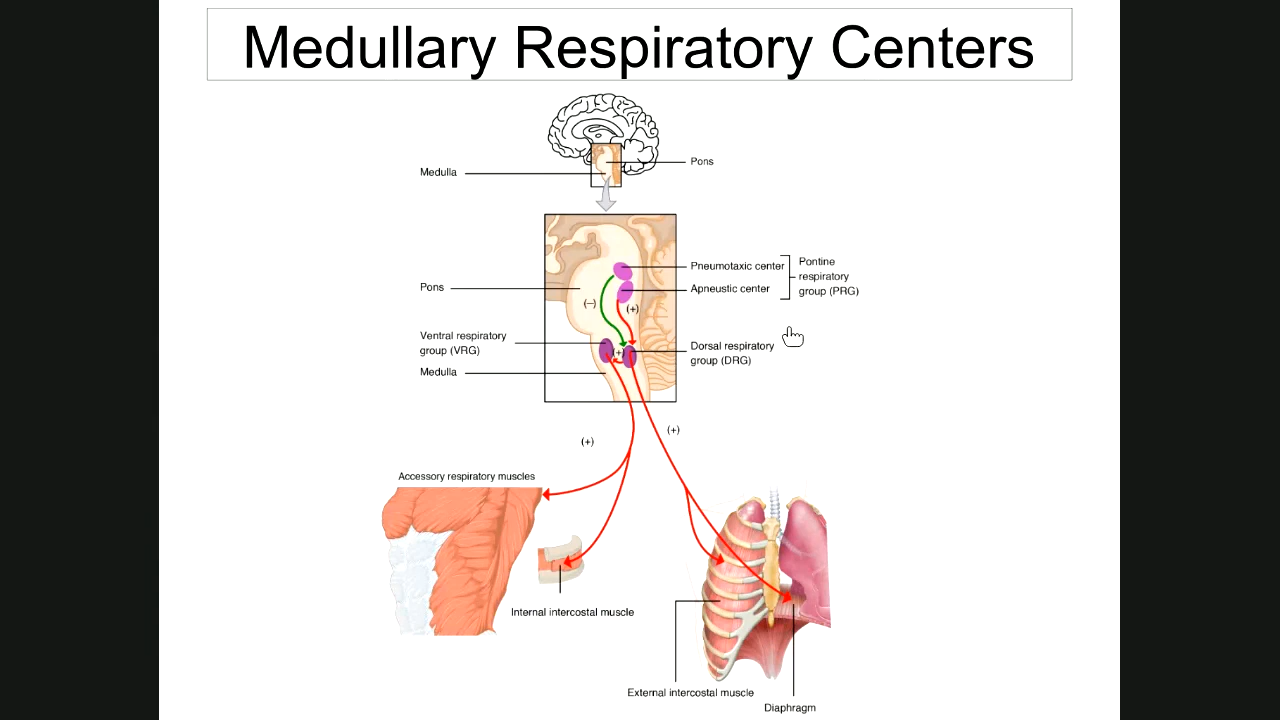 Medullary Respiratory Centers
Pons
Medulla
Pneumotaxic center
Apneustic center
Pontine
respiratory
group (PRG)
Pons
(–)
(+)
Ventral respiratory
group (VRG)
(+)
Dorsal respiratory
group (DRG)
Medulla
(+)
(+)
Accessory respiratory muscles
Internal intercostal muscle
External intercostal muscle
Diaphragm